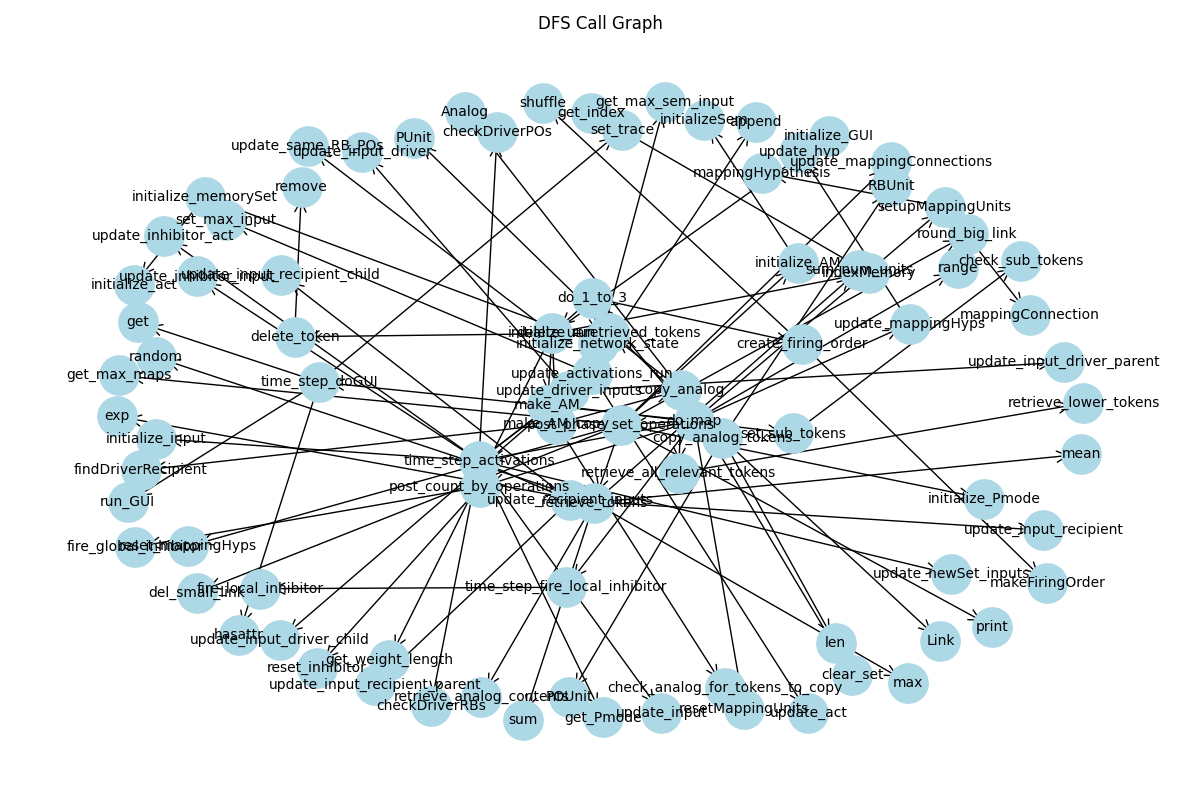 DFS Call Graph
get_max_sem_input
shuffle
Analog
get_index
initializeSem
append
set_trace
checkDriverPOs
PUnit
initialize_GUI
update_same_RB_POs
update_input_driver
update_hyp
update_mappingConnections
mappingHypothesis
remove
RBUnit
initialize_memorySet
setupMappingUnits
set_max_input
update_inhibitor_act
round_big_link
initialize_AM
check_sub_tokens
sum_num_units
indexMemory
range
update_inhibitor_input
update_input_recipient_child
initialize_act
do_1_to_3
mappingConnection
get
update_mappingHyps
delete_token
initialize_network_state
create_firing_order
random
get_max_maps
update_activations_run
update_input_driver_parent
time_step_doGUI
update_driver_inputs
copy_analog
make_AM
retrieve_lower_tokens
exp
do_map
make_AM_copy
set_sub_tokens
initialize_input
copy_analog_tokens
mean
time_step_activations
findDriverRecipient
retrieve_all_relevant_tokens
post_count_by_operations
update_recipient_inputs
retrieve_tokens
initialize_Pmode
run_GUI
update_input_recipient
fire_global_inhibitor
reset_mappingHyps
update_newSet_inputs
makeFiringOrder
time_step_fire_local_inhibitor
fire_local_inhibitor
del_small_link
hasattr
update_input_driver_child
print
Link
len
get_weight_length
reset_inhibitor
update_input_recipient_parent
clear_set
max
check_analog_for_tokens_to_copy
retrieve_analog_contents
POUnit
checkDriverRBs
resetMappingUnits
sum
get_Pmode
update_input
update_act